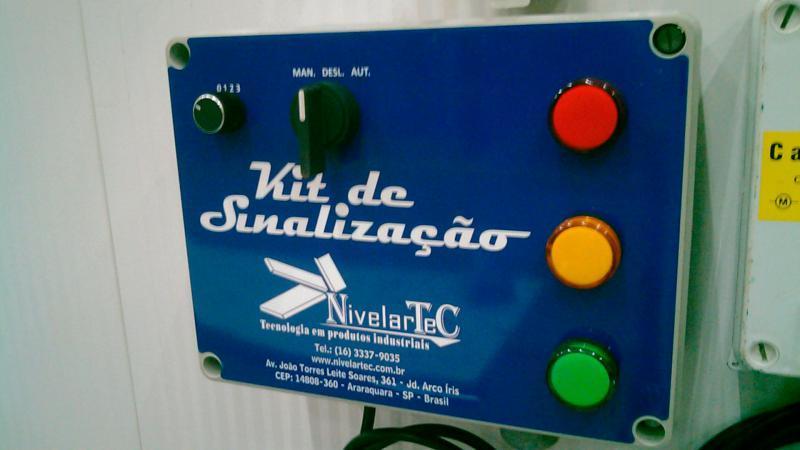 0 1 2 3
MAN. DESL. AUT.
Kit de
Sinalização
NivelarTeC
Tecnologia em produtos industriais
Tel.: (16) 3337-9035
www.nivelartec.com.br
Av. João Torres Leite Soares, 361 - Jd. Arco Íris
CEP: 14808-360 - Araraquara - SP - Brasil
C a
M